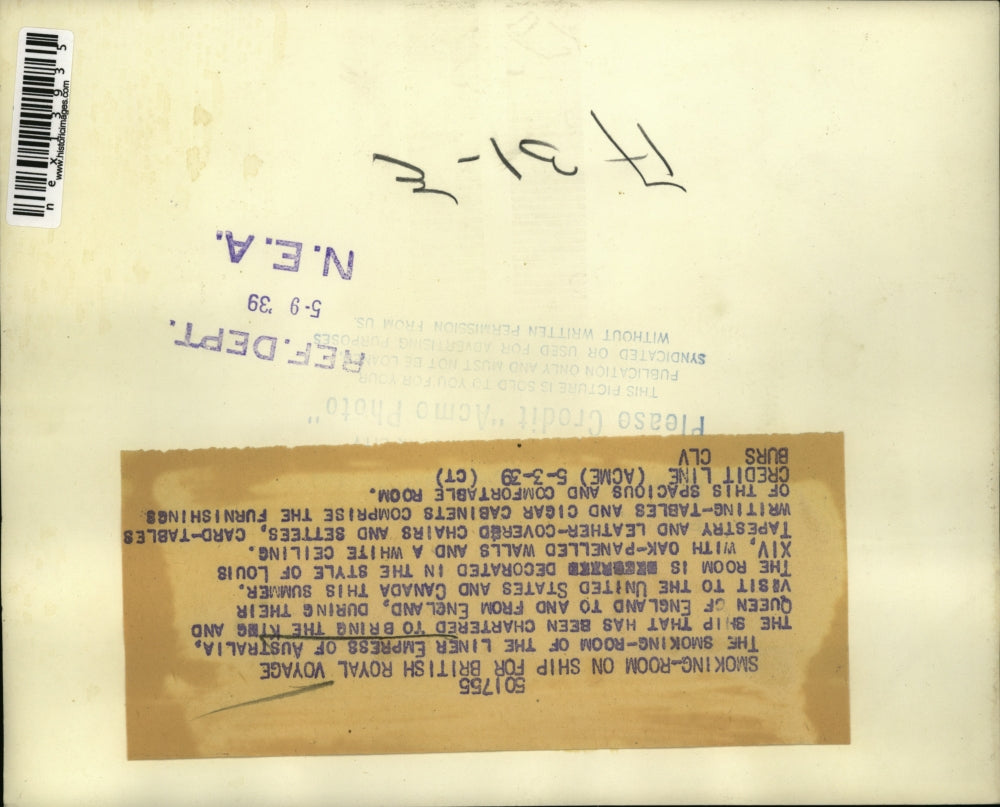 501755
SMOKING-ROOM ON SHIP FOR BRITISH ROYAL VOYAGE
THE SMOKING-ROOM OF THE LINER EMPRESS OF AUSTRALIA,
THE SHIP THAT HAS BEEN CHARTERED TO BRING THE KING AND
QUEEN OF ENGLAND TO AND FROM ENGLAND, DURING THEIR
VISIT TO THE UNITED STATES AND CANADA THIS SUMMER.
THE ROOM IS DECORATED IN THE STYLE OF LOUIS
XIV, WITH OAK-PANELLED WALLS AND A WHITE CEILING.
TAPESTRY AND LEATHER-COVERED CHAIRS AND SETTEES, CARD-TABLES
WRITING-TABLES AND CIGAR CABINETS COMPRISE THE FURNISHINGS
OF THIS SPACIOUS AND COMFORTABLE ROOM.
CREDIT LINE (ACME) 5-3-39 (CT)
BURS CLV
Please Credit "Acme Photo"
THIS PICTURE IS SOLD TO YOU FOR YOUR
PUBLICATION ONLY AND MUST NOT BE LOANED
SYNDICATED OR USED FOR ADVERTISING PURPOSES
WITHOUT WRITTEN PERMISSION FROM US.
REF. DEPT.
5-9 '39
N.E.A.
nex13935
www.historicimages.com